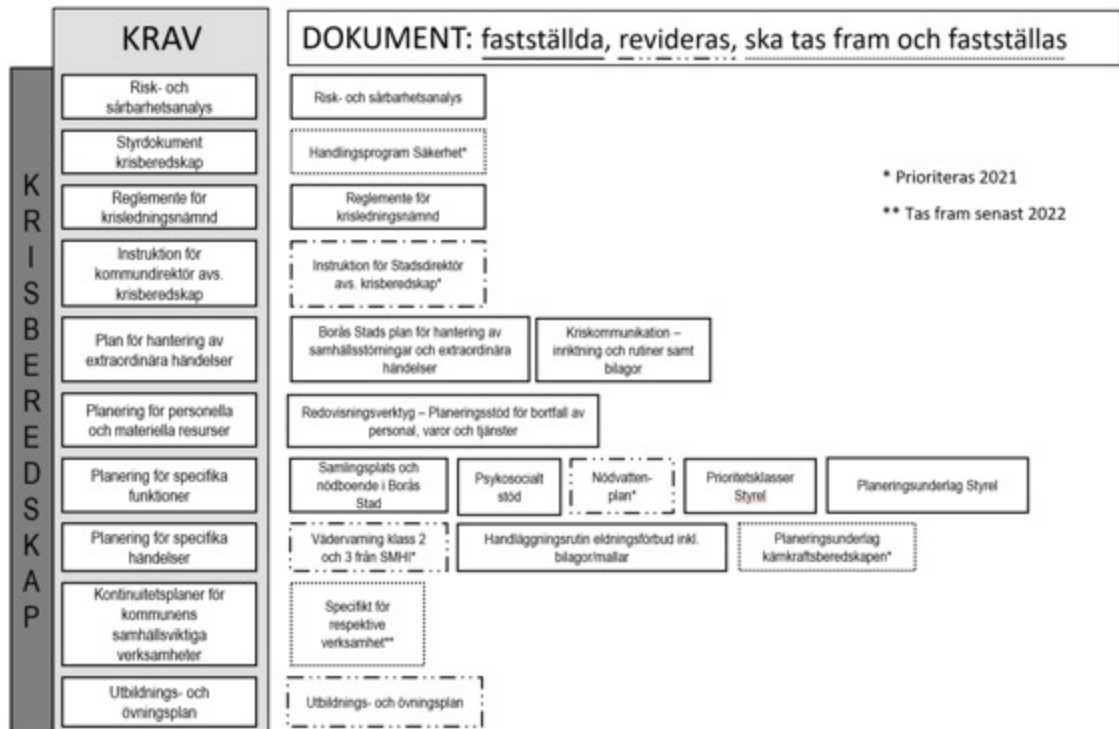 KRAV
DOKUMENT: fastställda, revideras, ska tas fram och fastställas
KRISBEREDSKAP
Risk- och
sårbarhetsanalys
Risk- och sårbarhetsanalys
Styrdokument
krisberedskap
Handlingsprogram Säkerhet*
* Prioriteras 2021
** Tas fram senast 2022
Reglemente för
krisledningsnämnd
Reglemente för
krisledningsnämnd
Instruktion för
kommundirektör avs.
krisberedskap
Instruktion för Stadsdirektör
avs. krisberedskap*
Plan för hantering av
extraordinära händelser
Borås Stads plan för hantering av
samhällsstörningar och extraordinära
händelser
Kriskommunikation –
inriktning och rutiner samt
bilagor
Planering för personella
och materiella resurser
Redovisningsverktyg – Planeringsstöd för bortfall av
personal, varor och tjänster
Planering för specifika
funktioner
Samlingsplats och
nödboende i Borås
Stad
Psykosocialt
stöd
Nödvatten-
plan*
Prioritetsklasser
Styrel
Planeringsunderlag Styrel
Planering för specifika
händelser
Vädervarning klass 2
och 3 från SMHI*
Handläggningsrutin eldningsförbud inkl.
bilagor/mallar
Planeringsunderlag
kärnkraftsberedskapen*
Kontinuitetsplaner för
kommunens
samhällsviktiga
verksamheter
Specifikt för
respektive
verksamhet**
Utbildnings- och
övningsplan
Utbildnings- och övningsplan